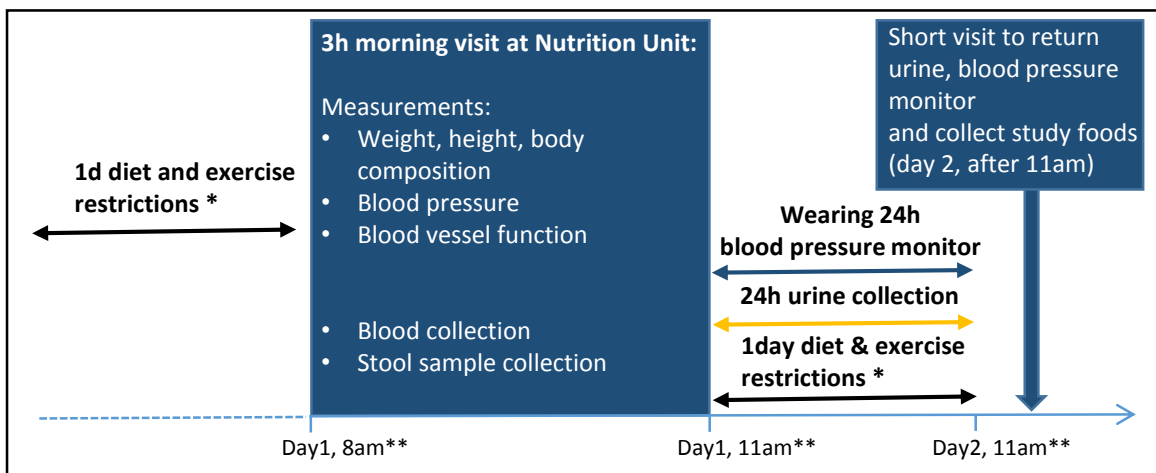 1d diet and exercise
restrictions *
3h morning visit at Nutrition Unit:
Measurements:
• Weight, height, body
composition
• Blood pressure
• Blood vessel function
• Blood collection
• Stool sample collection
Wearing 24h
blood pressure monitor
24h urine collection
1day diet & exercise
restrictions *
Short visit to return
urine, blood pressure
monitor
and collect study foods
(day 2, after 11am)
Day1, 8am**
Day1, 11am**
Day2, 11am**